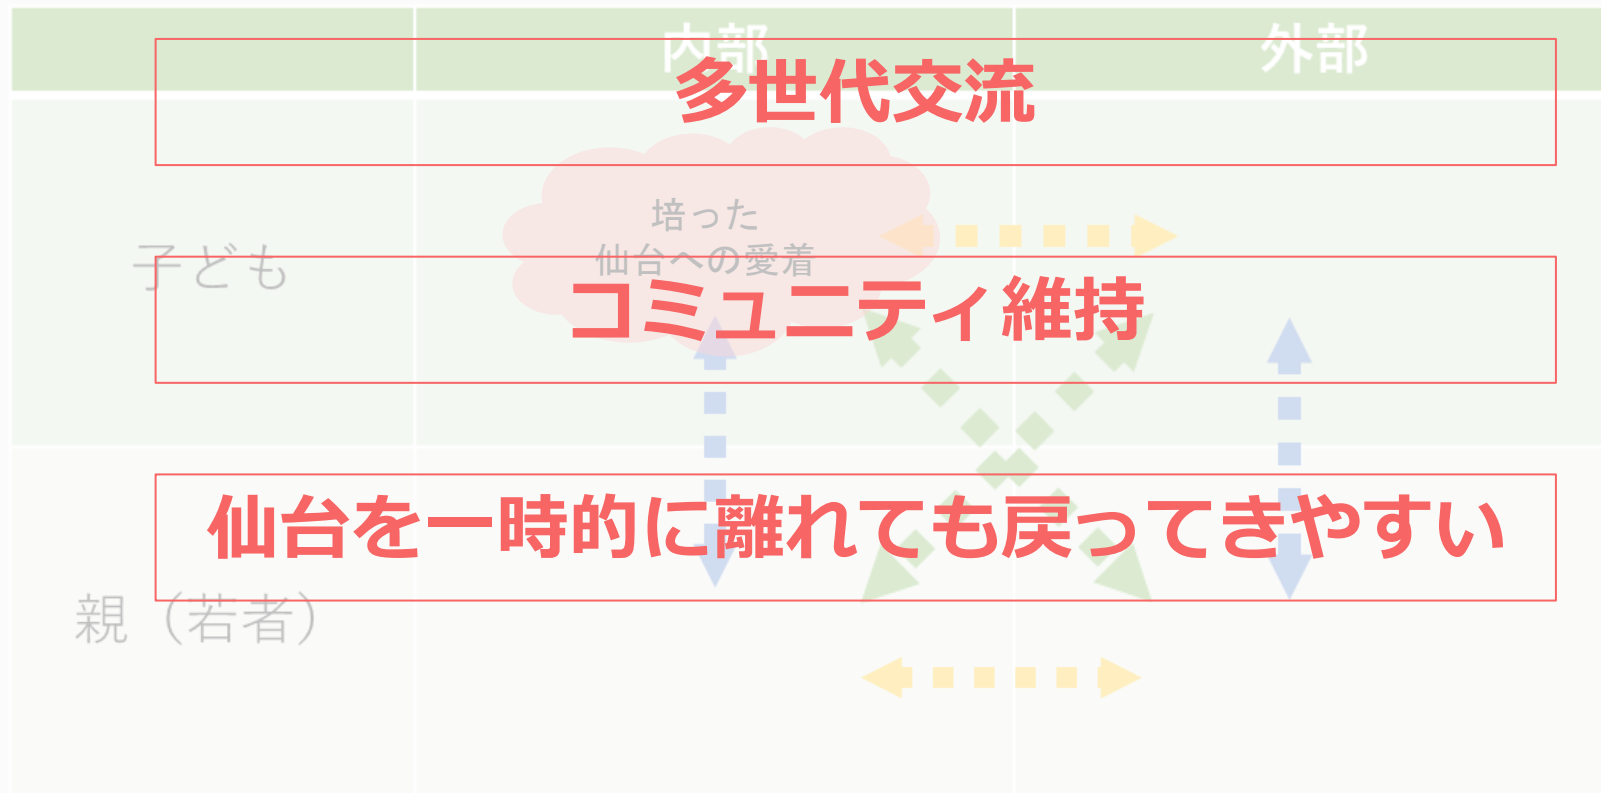 内部
外部
多世代交流
培った
仙台への愛着
子ども
コミュニティ維持
仙台を一時的に離れても戻ってきやすい
親（若者）